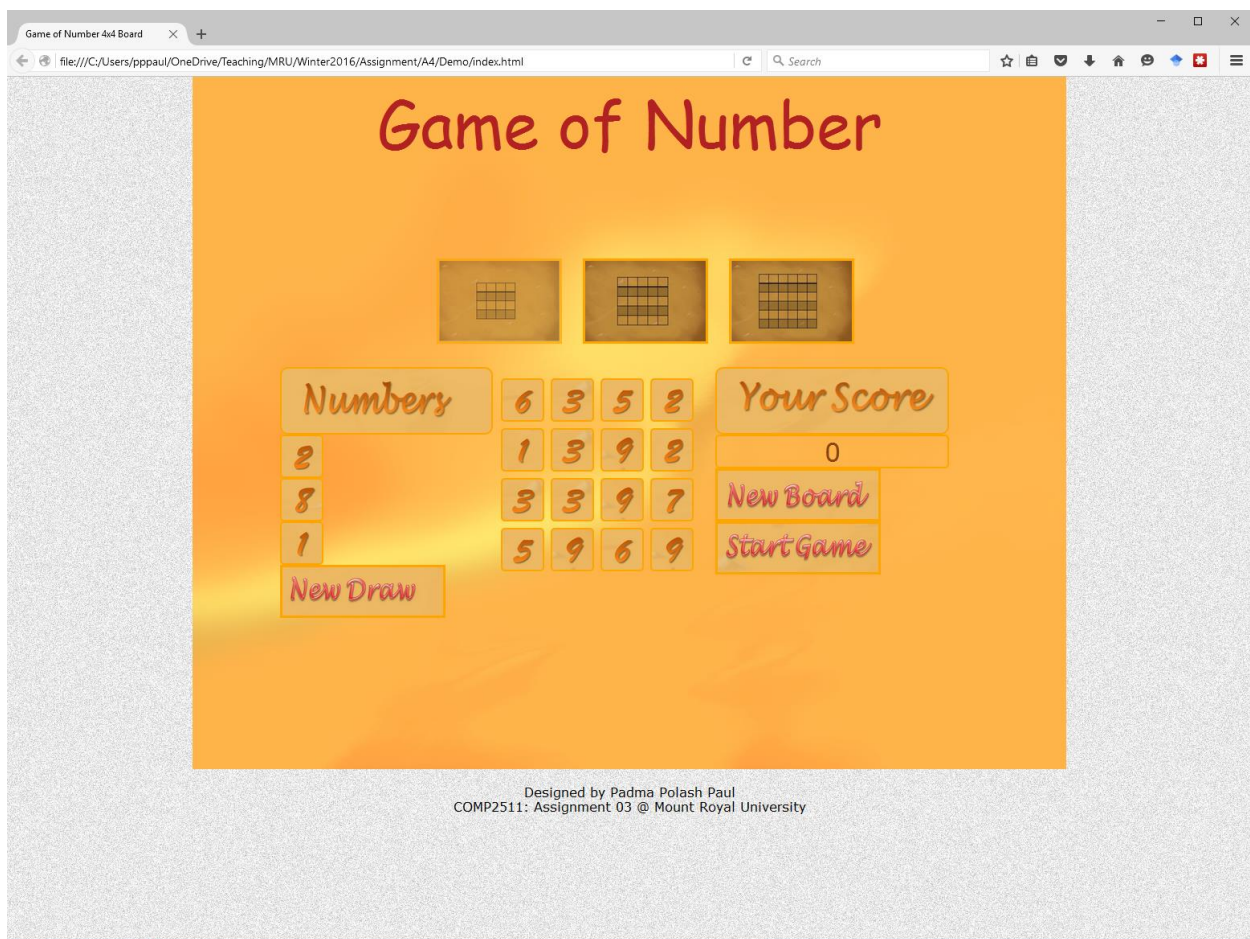 Game of Number 4x4 Board
file:///C:/Users/pppaul/OneDrive/Teaching/MRU/Winter2016/Assignment/A4/Demo/index.html
Search
Game of Number
Numbers
6 3 5 2
Your Score
2
1 3 9 2
0
8
3 3 9 7
New Board
1
5 9 6 9
Start Game
New Draw
Designed by Padma Polash Paul
COMP2511: Assignment 03 @ Mount Royal University